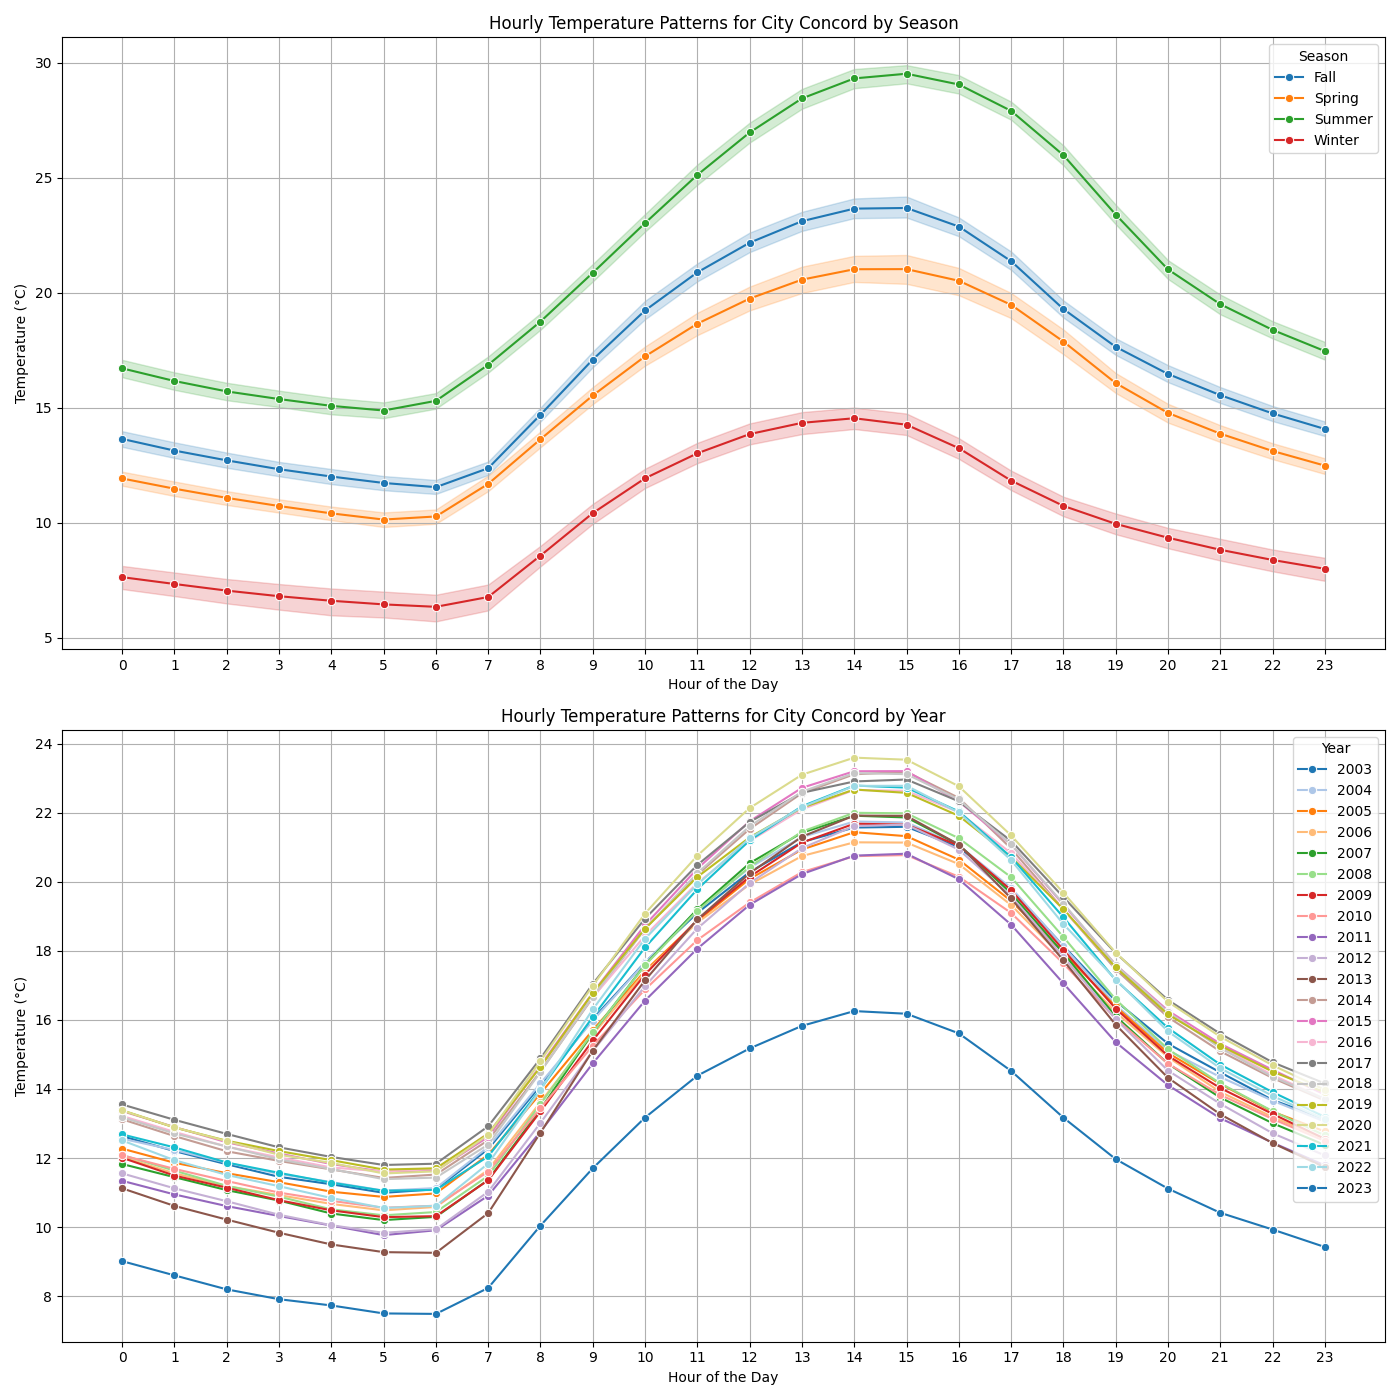 Hourly Temperature Patterns for City Concord by Season
Temperature (°C)
30
25
20
15
10
5
Season
Fall
Spring
Summer
Winter
0 1 2 3 4 5 6 7 8 9 10 11 12 13 14 15 16 17 18 19 20 21 22 23
Hour of the Day
Hourly Temperature Patterns for City Concord by Year
Temperature (°C)
24
22
20
18
16
14
12
10
8
Year
2003
2004
2005
2006
2007
2008
2009
2010
2011
2012
2013
2014
2015
2016
2017
2018
2019
2020
2021
2022
2023
0 1 2 3 4 5 6 7 8 9 10 11 12 13 14 15 16 17 18 19 20 21 22 23
Hour of the Day